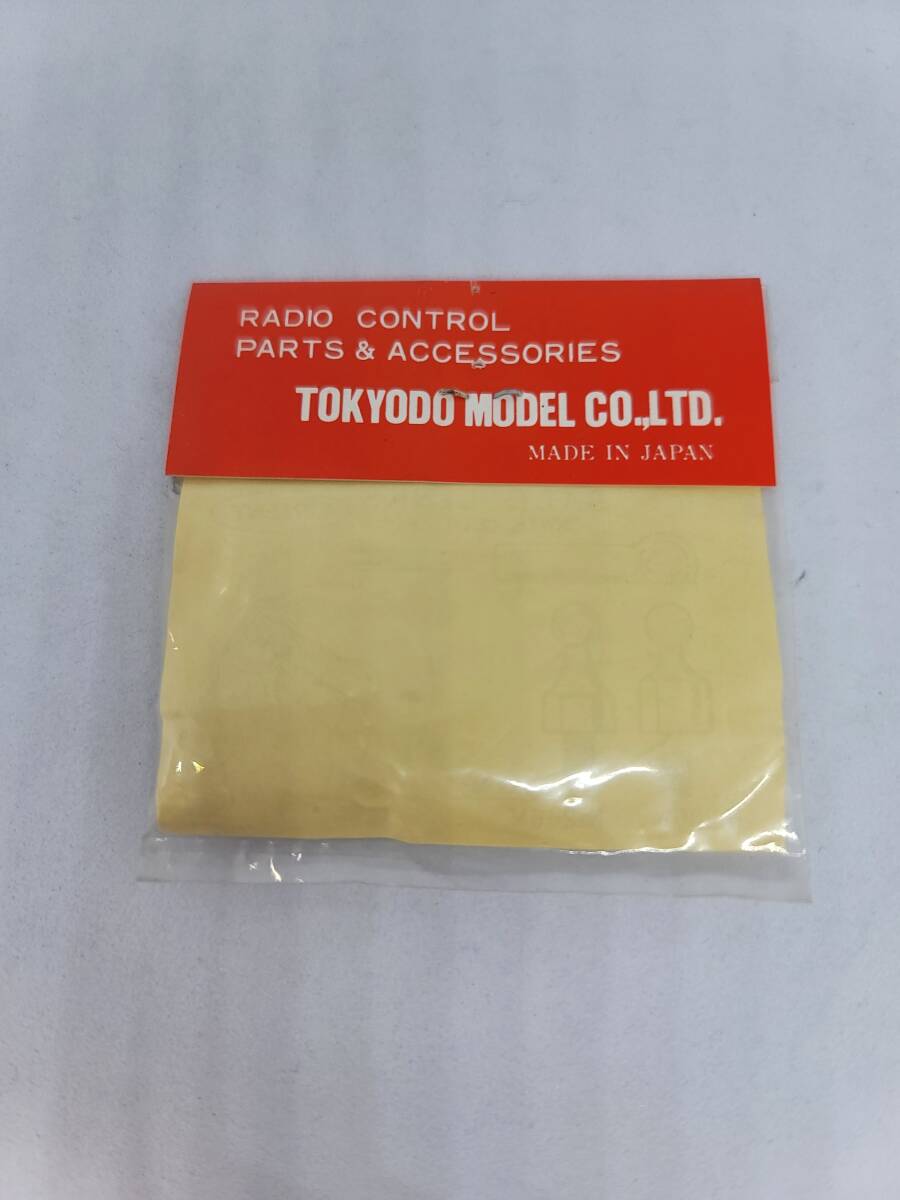 RADIO CONTROL
PARTS & ACCESSORIES
TOKYODO MODEL CO.,LTD.
MADE IN JAPAN